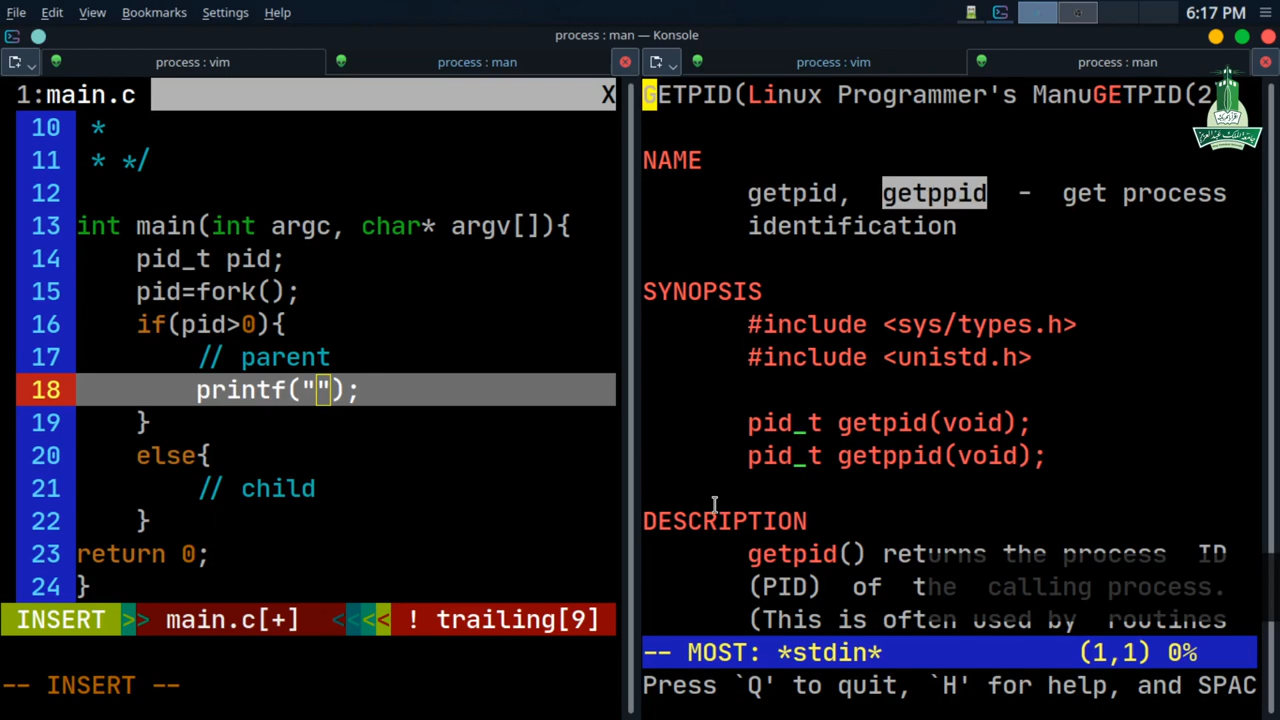 File Edit View Bookmarks Settings Help
6:17 PM
process : man — Konsole
process : vim
process : man
process : vim
process : man
1:main.c X
10 *
11 * */
12
13 int main(int argc, char* argv[]){
14 pid_t pid;
15 pid=fork();
16 if(pid>0){
17 // parent
18 printf("");
19 }
20 else{
21 // child
22 }
23 return 0;
24 }
INSERT >> main.c[+] <<<< ! trailing[9]
-- INSERT --
GETPID(Linux Programmer's ManuGETPID(2
NAME
getpid, getppid - get process
identification
SYNOPSIS
#include <sys/types.h>
#include <unistd.h>
pid_t getpid(void);
pid_t getppid(void);
DESCRIPTION
getpid() returns the process ID
(PID) of the calling process.
(This is often used by routines
-- MOST: *stdin* (1,1) 0%
Press `Q' to quit, `H' for help, and SPAC
جامعة الملك عبدالعزيز